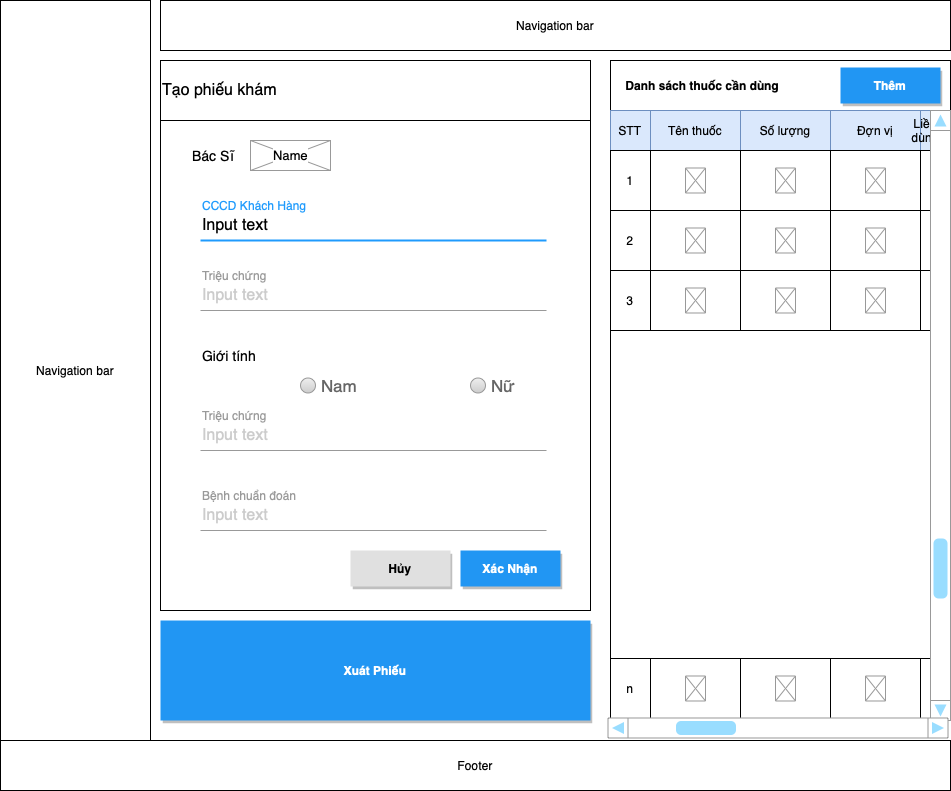 Navigation bar
Navigation bar
Tạo phiếu khám
Bác Sĩ
Name
CCCD Khách Hàng
Input text
Triệu chứng
Input text
Giới tính
Nam
Nữ
Triệu chứng
Input text
Bệnh chuẩn đoán
Input text
Hủy
Xác Nhận
Xuát Phiếu
Danh sách thuốc cần dùng
Thêm
STT
Tên thuốc
Số lượng
Đợn vị
Liề
dùn
1
2
3
n
Footer